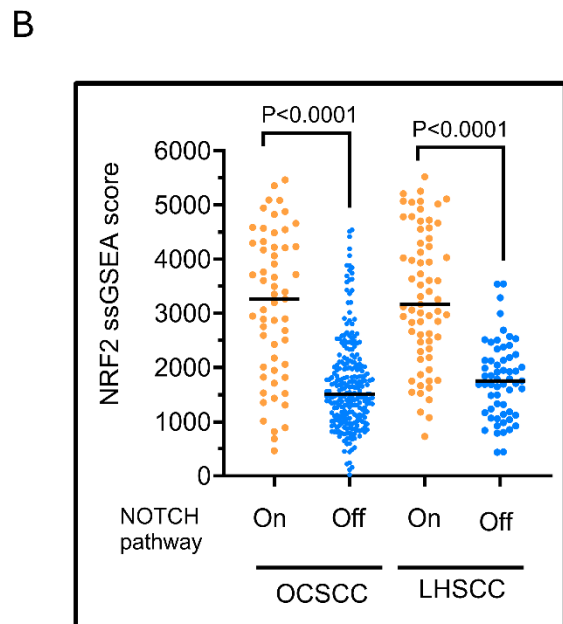 B
P<0.0001
P<0.0001
NRF2 ssGSEA score
6000
5000
4000
3000
2000
1000
0
NOTCH
pathway
On Off On Off
OCSCC LHSCC